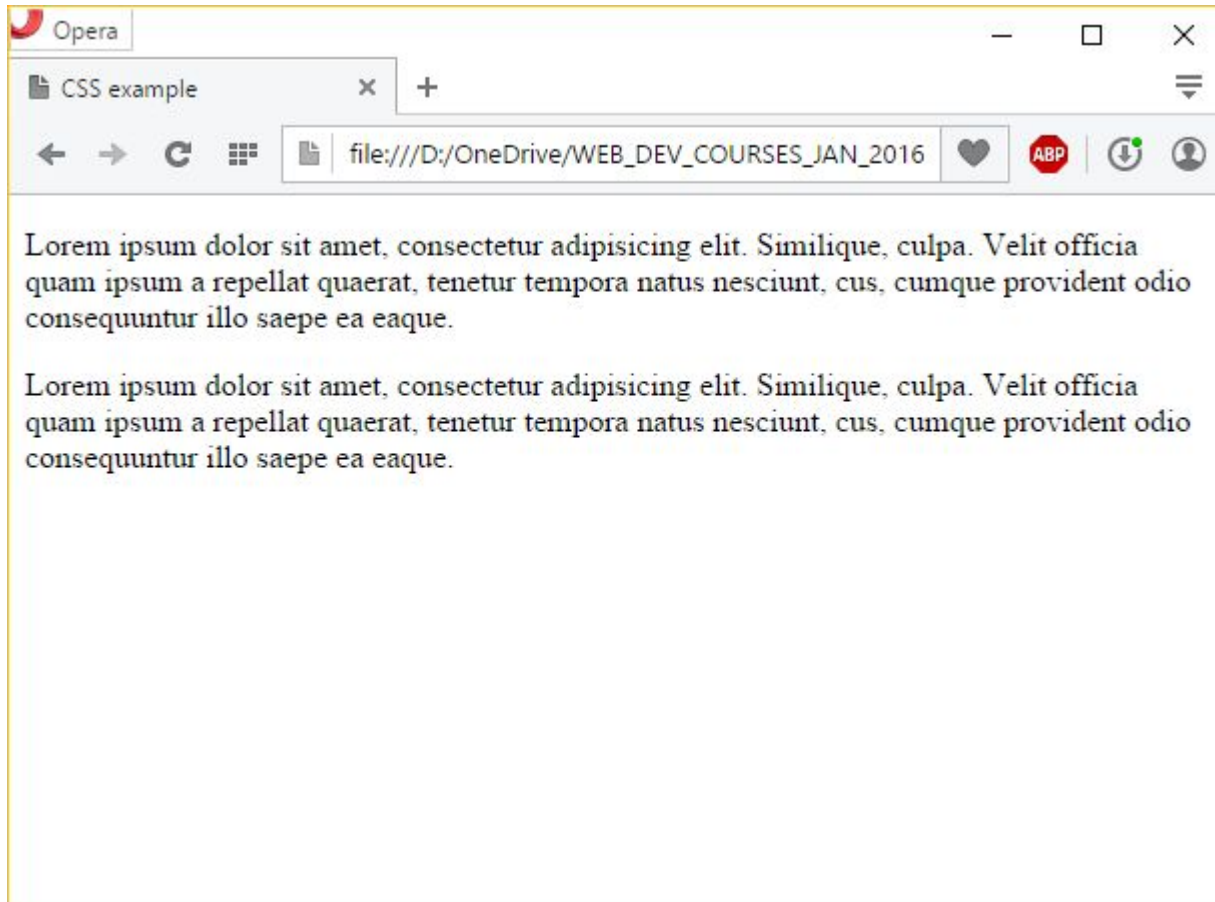 Opera
CSS example
file:///D:/OneDrive/WEB_DEV_COURSES_JAN_2016
ABP
Lorem ipsum dolor sit amet, consectetur adipisicing elit. Similique, culpa. Velit officia
quam ipsum a repellat quaerat, tenetur tempora natus nesciunt, cus, cumque provident odio
consequuntur illo saepe ea eaque.
Lorem ipsum dolor sit amet, consectetur adipisicing elit. Similique, culpa. Velit officia
quam ipsum a repellat quaerat, tenetur tempora natus nesciunt, cus, cumque provident odio
consequuntur illo saepe ea eaque.